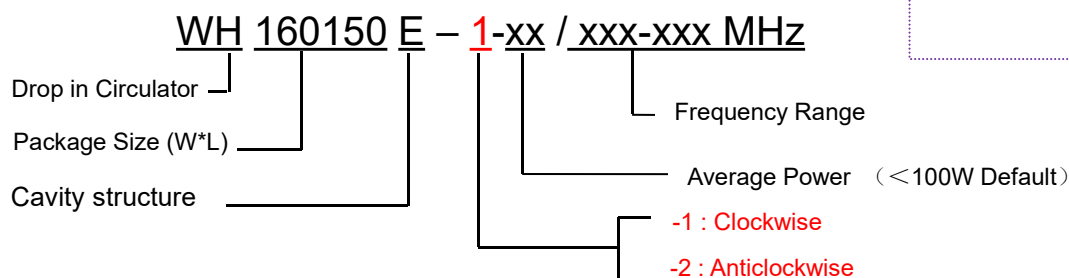 WH 160150 E – 1-xx / xxx-xxx MHz
Drop in Circulator
Frequency Range
Package Size (W*L)
Average Power （＜100W Default）
Cavity structure
-1 : Clockwise
-2 : Anticlockwise